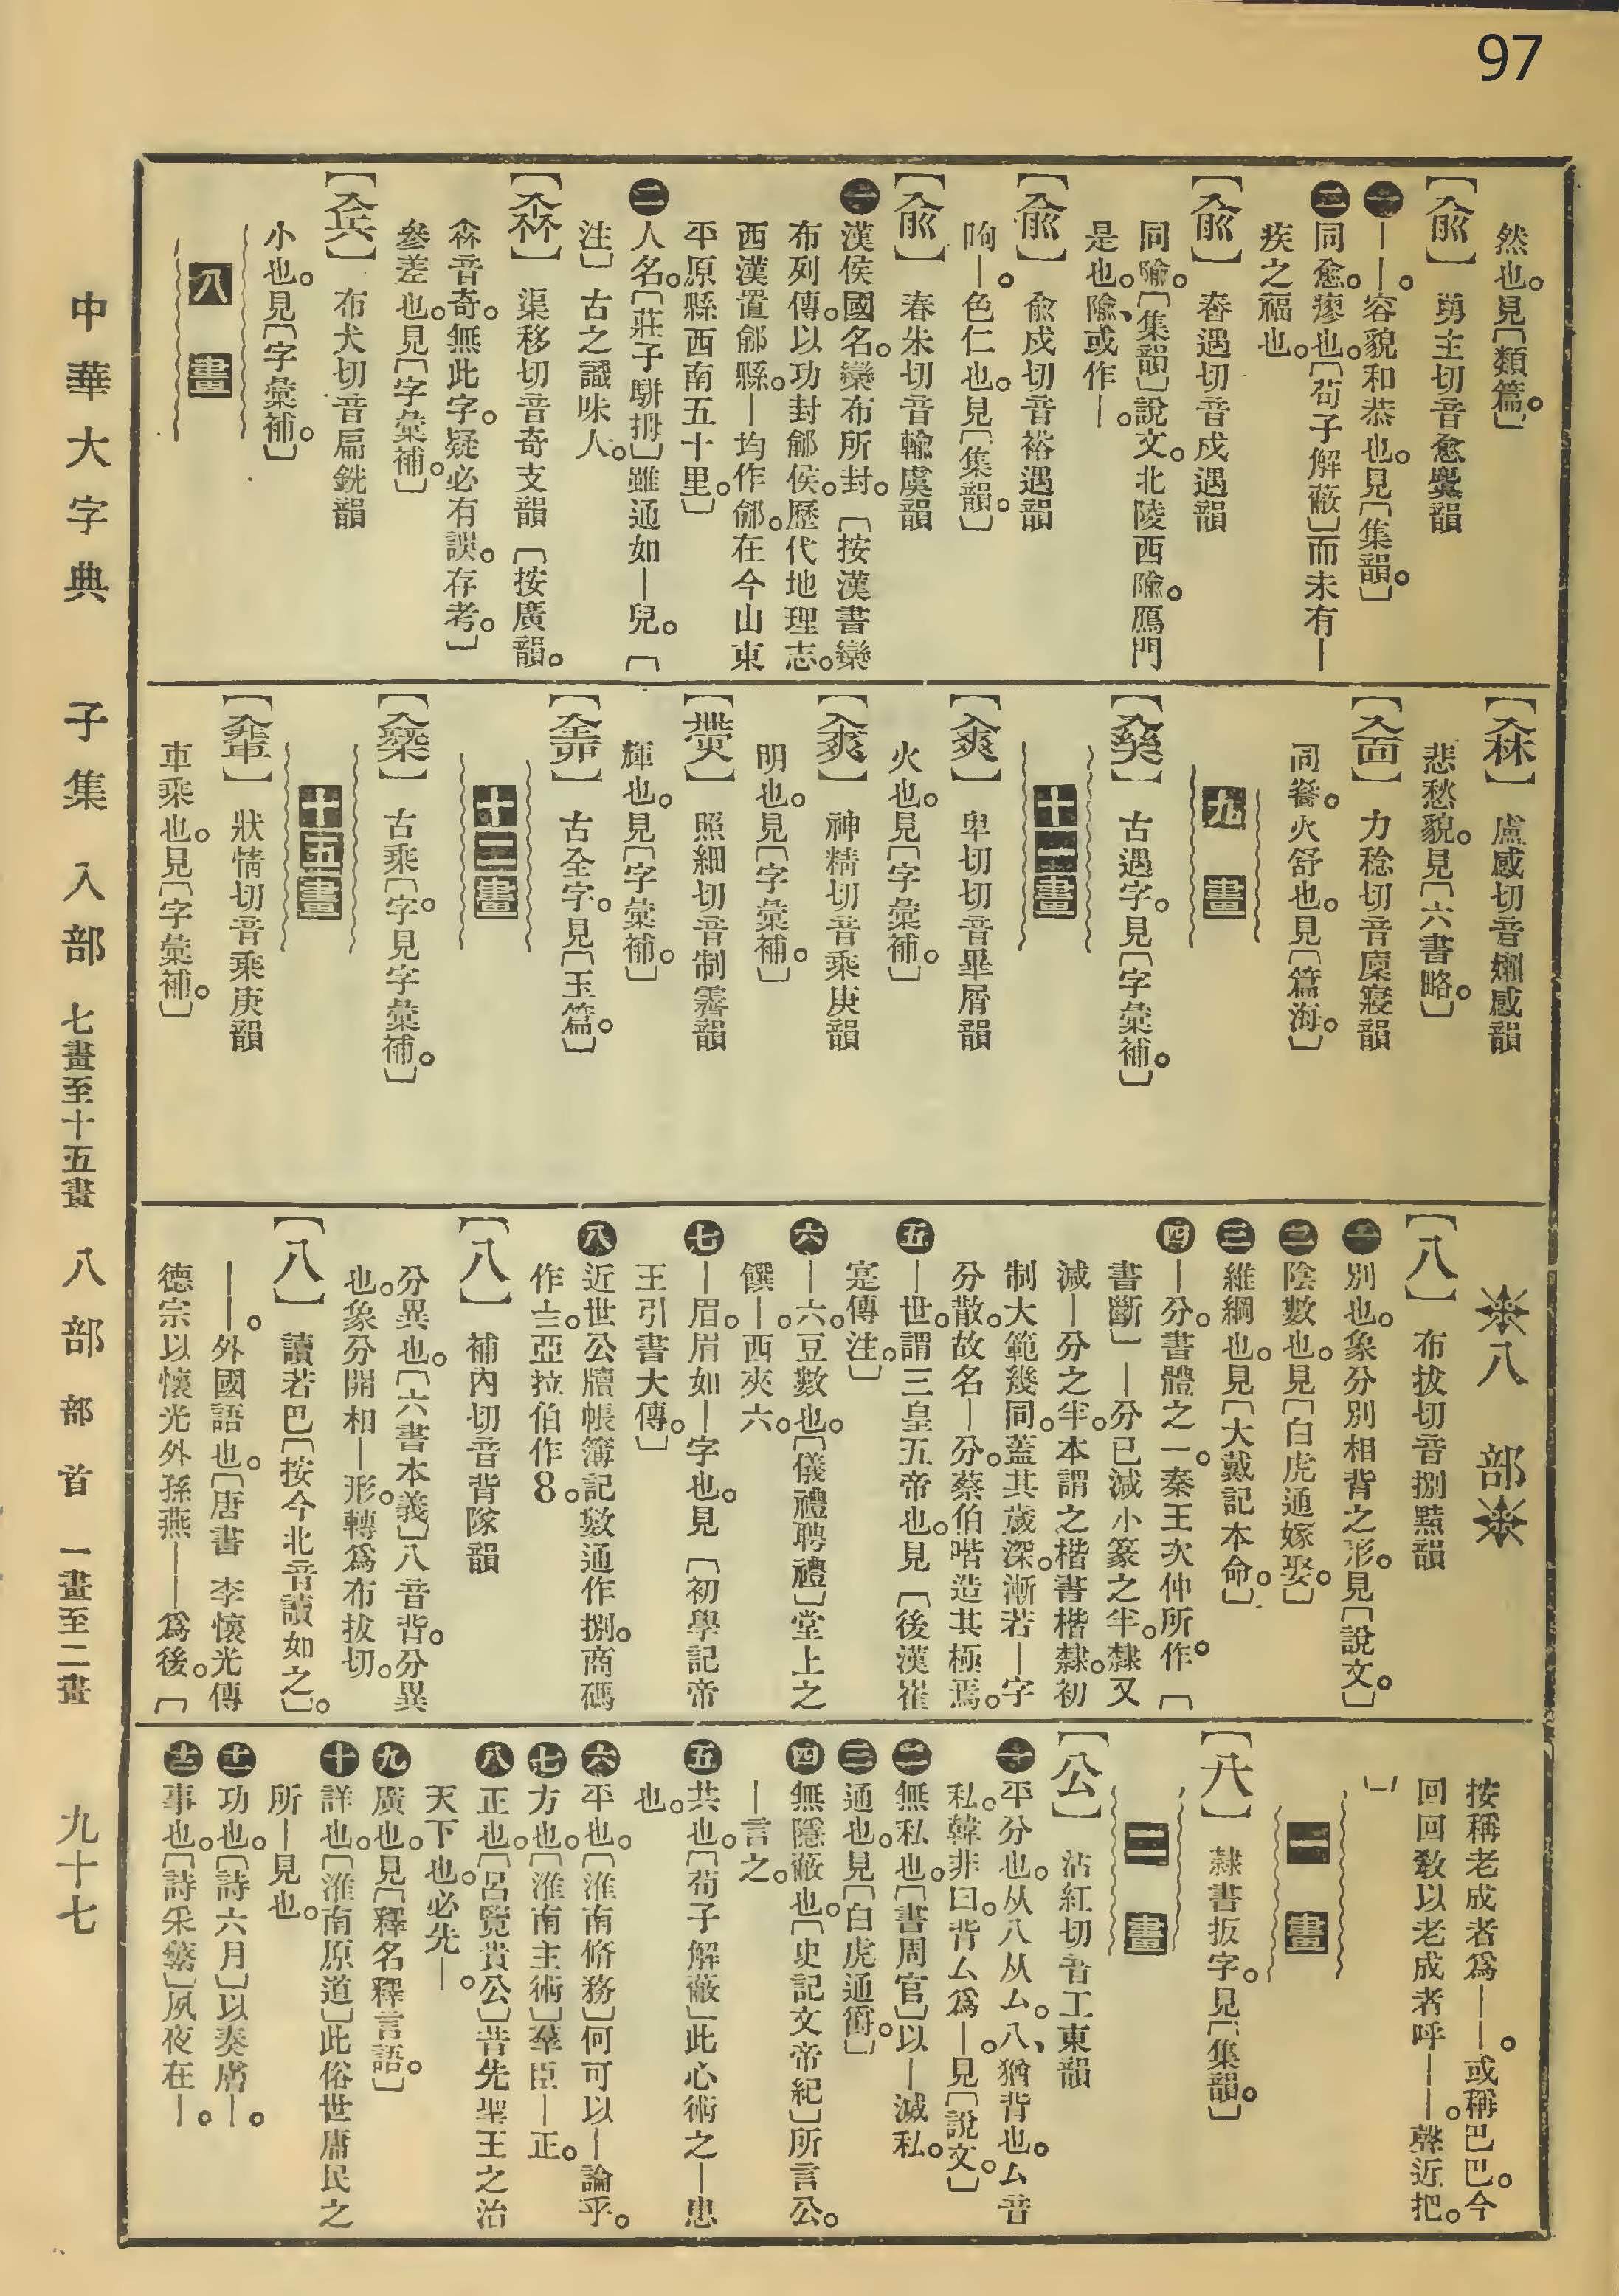 97
然也。見〔類篇。〕
〔兪〕 勇主切音愈麌韻
㊀｜｜。容貌和恭也。見〔集韻。〕
㊁同愈。瘳也。〔荀子解蔽〕而未有｜
疾之福也。
〔兪〕 春遇切音戍遇韻
同隃。〔集韻〕說文。北陵西隃。鴈門
是也。隃、或作｜。
〔兪〕 兪戍切音裕遇韻
呴｜。色仁也。見〔集韻。〕
〔兪〕 春朱切音輸虞韻
㊀漢侯國名。欒布所封。〔按漢書欒
布列傳。以功封鄃侯。歷代地理志。
西漢置鄃縣。｜均作鄃。在今山東
平原縣西南五十里。〕
㊁人名。〔莊子駢拇〕雖通如｜兒。〔
注〕古之識味人。
渠移切音奇支韻〔按廣韻。
音奇。無此字。疑必有誤。存考。〕
參差也。見〔字彙補。〕
布犬切音扁銑韻
小也。見〔字彙補。〕
八畫
盧感切音壈感韻
悲愁貌。見〔六書略。〕
力稔切音廩寢韻
火舒也。見〔篇海。〕
九畫
古遇字。見〔字彙補。〕
十一畫
卑切切音畢屑韻
火也。見〔字彙補。〕
神精切音乘庚韻
明也。見〔字彙補。〕
照細切音制霽韻
輝也。見〔字彙補。〕
古全字。見〔玉篇。〕
十二畫
古乘〔字。見字彙補。〕
十五畫
狀情切音乘庚韻
車乘也。見〔字彙補。〕
八部
〔八〕 布拔切音捌黠韻
㊀別也。象分別相背之形。見〔說文。〕
㊁陰數也。見〔白虎通嫁娶。〕
㊂維綱也。見〔大戴記本命。〕
㊃｜分。書體之一。秦王次仲所作。〔
書斷〕｜分已減小篆之半。隸又
減｜分之半。本謂之楷書。楷隸初
制大範幾同。蓋其歲深。漸若｜字
分散。故名｜分。蔡伯喈造其極焉。
㊄｜世。謂三皇五帝也。見〔後漢崔
寔傳注。〕
㊅｜六。豆數也。〔儀禮聘禮〕堂上之
饌｜。西夾六。
㊆｜眉。眉如｜字也。見〔初學記帝
王引書大傳。〕
㊇近世公牘帳簿記數通作捌。商碼
作〨。亞拉伯作8。
〔八〕 補內切音背隊韻
分異也。〔六書本義〕八音背。分異
也。象分開相｜形。轉爲布拔切。
〔八〕 讀若巴〔按今北音讀如之。〕
｜｜。外國語也。〔唐書 李懷光傳
德宗以懷光外孫燕｜｜爲後。〔
按稱老成者爲｜｜。或稱巴巴。今
回回敎以老成者呼｜｜。聲近把。
〕
一畫
隸書扳字。見〔集韻。〕
二畫
〔公〕 沽紅切音工東韻
㊀平分也。从八从厶。八、猶背也。厶音
私。韓非曰。背厶爲｜。見〔說文。〕
㊁無私也。〔書周官〕以｜滅私。
㊂通也。見〔白虎通爵。〕
㊃無隱蔽也。〔史記文帝紀〕所言公。
｜言之。
㊄共也。〔荀子解蔽〕此心術之｜患
也。
㊅平也。〔淮南脩務〕何可以｜論乎。
㊆方也。〔淮南主術〕羣臣｜正。
㊇正也。〔呂覽貴公〕昔先聖王之治
天下也。必先｜。
㊈廣也。見〔釋名釋言語。〕
㊉詳也。〔淮南原道〕此俗世庸民之
所｜見也。
⑪功也。〔詩六月〕以奏膚｜。
⑫事也。〔詩采蘩〕夙夜在｜。
中華大字典 子集 入部 七畫至十五畫 八部 部首 一畫至二畫 九十七